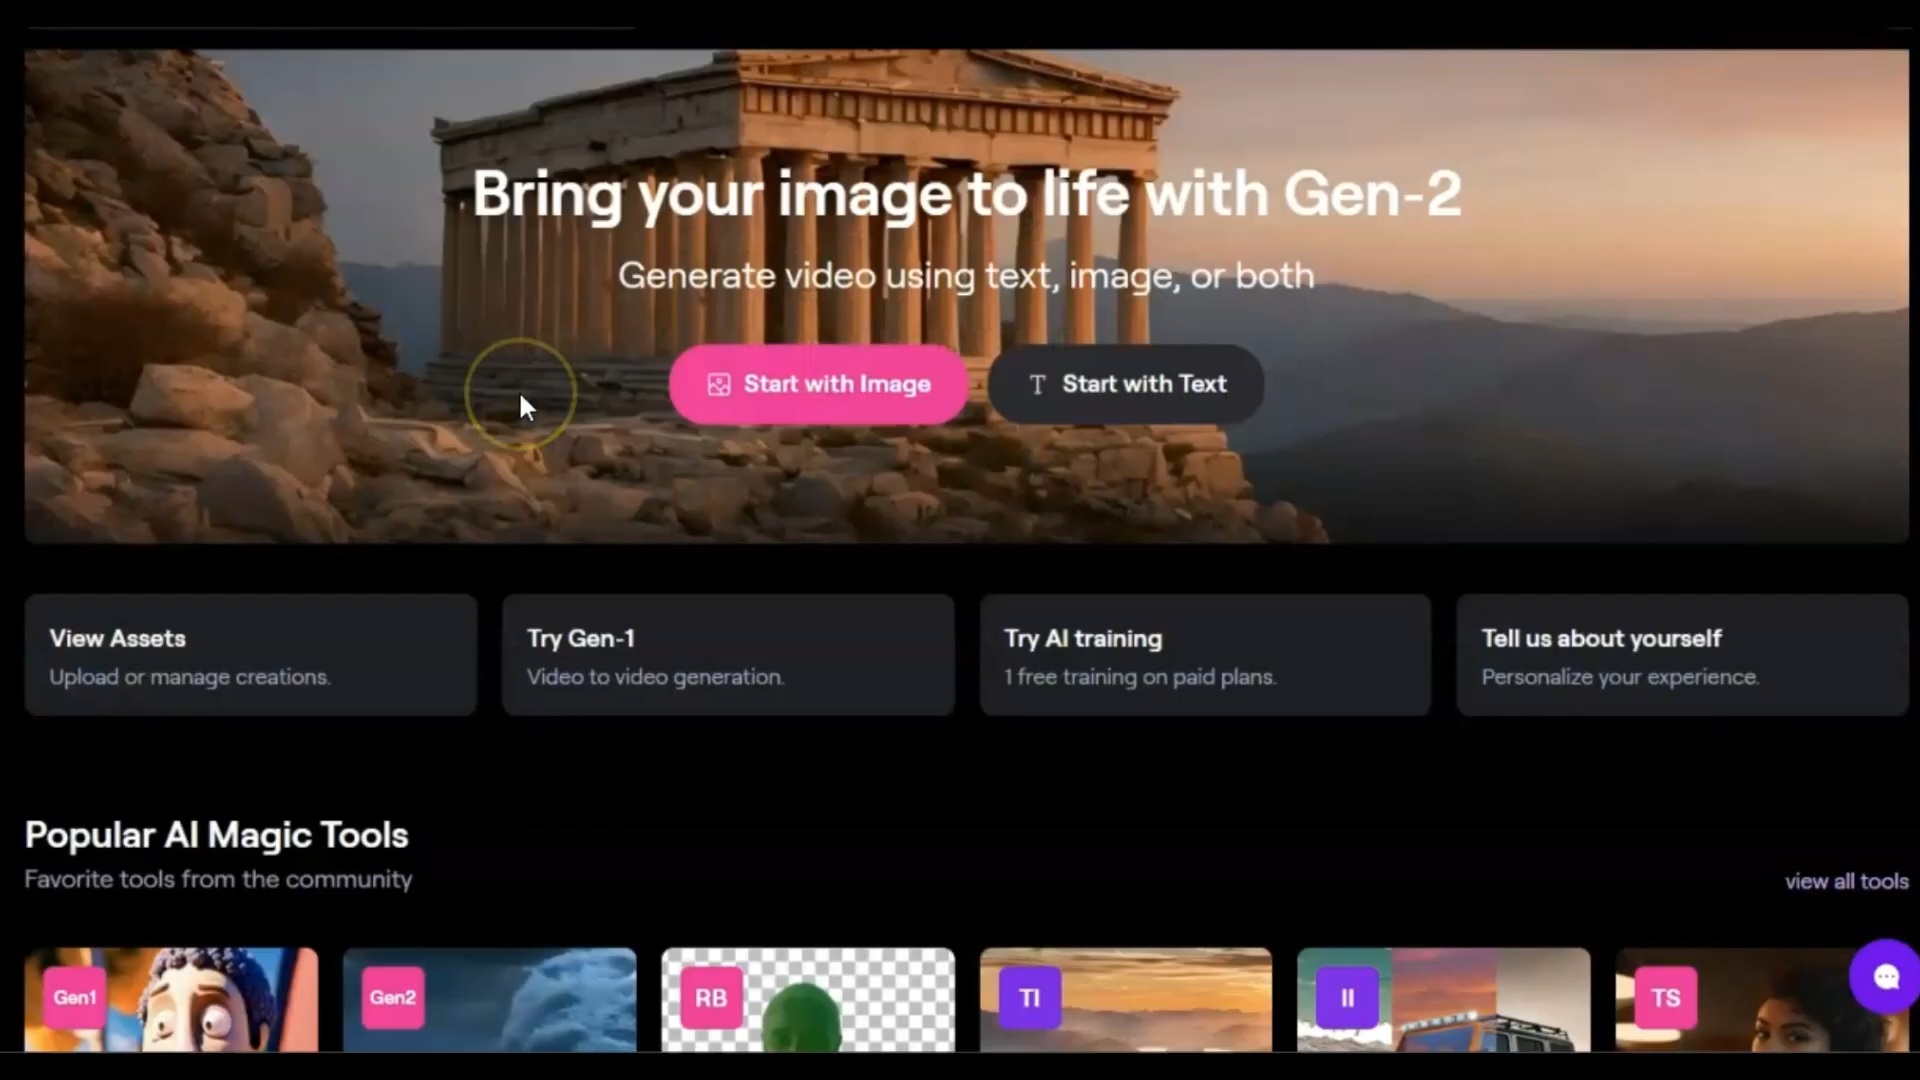 Bring your image to life with Gen-2
Generate video using text, image, or both
Start with Image
Start with Text
View Assets
Upload or manage creations.
Try Gen-1
Video to video generation.
Try AI training
1 free training on paid plans.
Tell us about yourself
Personalize your experience.
Popular AI Magic Tools
Favorite tools from the community
view all tools
Gen1
Gen2
RB
TI
II
TS